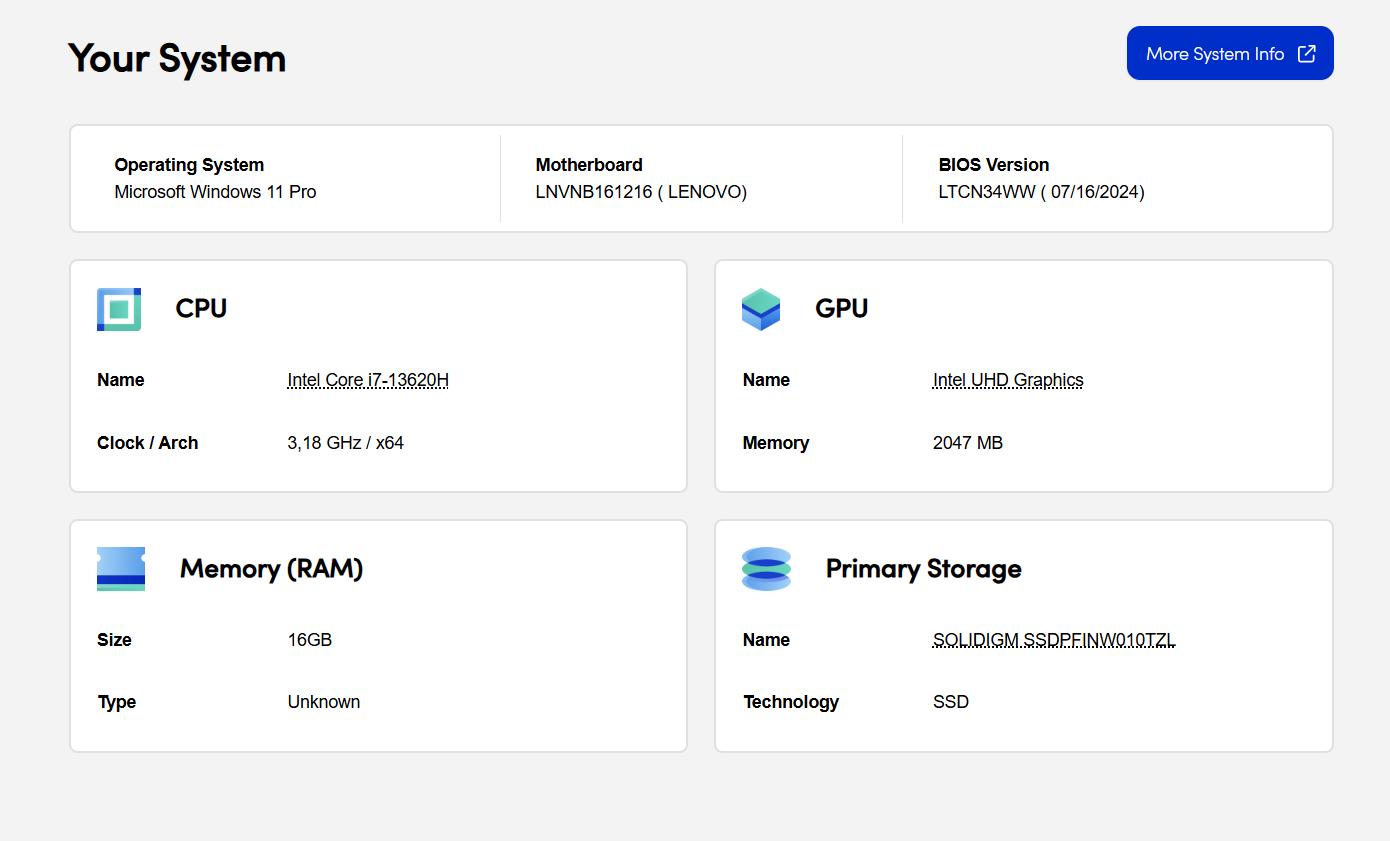 Your System
More System Info
Operating System
Microsoft Windows 11 Pro
Motherboard
LNVNB161216 ( LENOVO)
BIOS Version
LTCN34WW ( 07/16/2024)
CPU
Name
Intel Core i7-13620H
Clock / Arch
3,18 GHz / x64
GPU
Name
Intel UHD Graphics
Memory
2047 MB
Memory (RAM)
Size
16GB
Type
Unknown
Primary Storage
Name
SOLIDIGM SSDPFINW010TZL
Technology
SSD